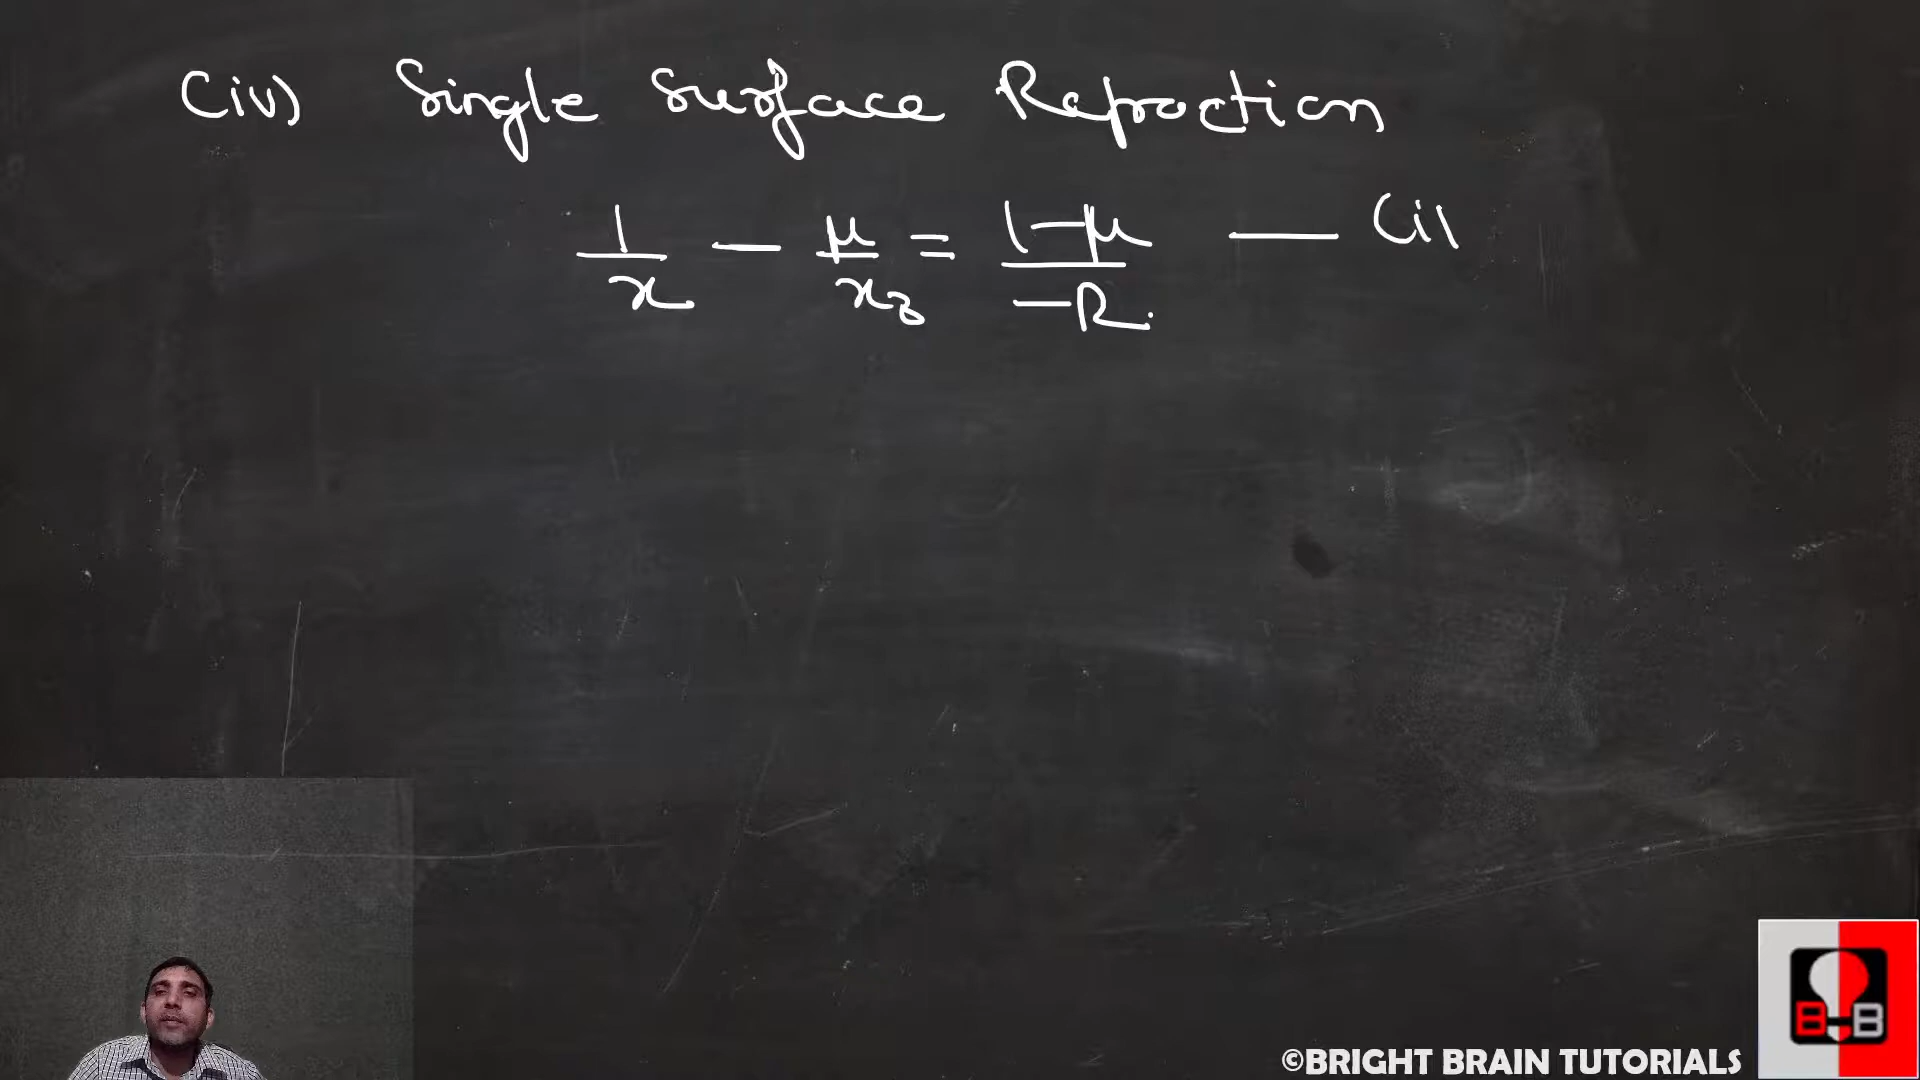 (iv) Single Surface Refraction
1/x — μ/x₃ = 1—μ/—R. — (i)
B B
©BRIGHT BRAIN TUTORIALS